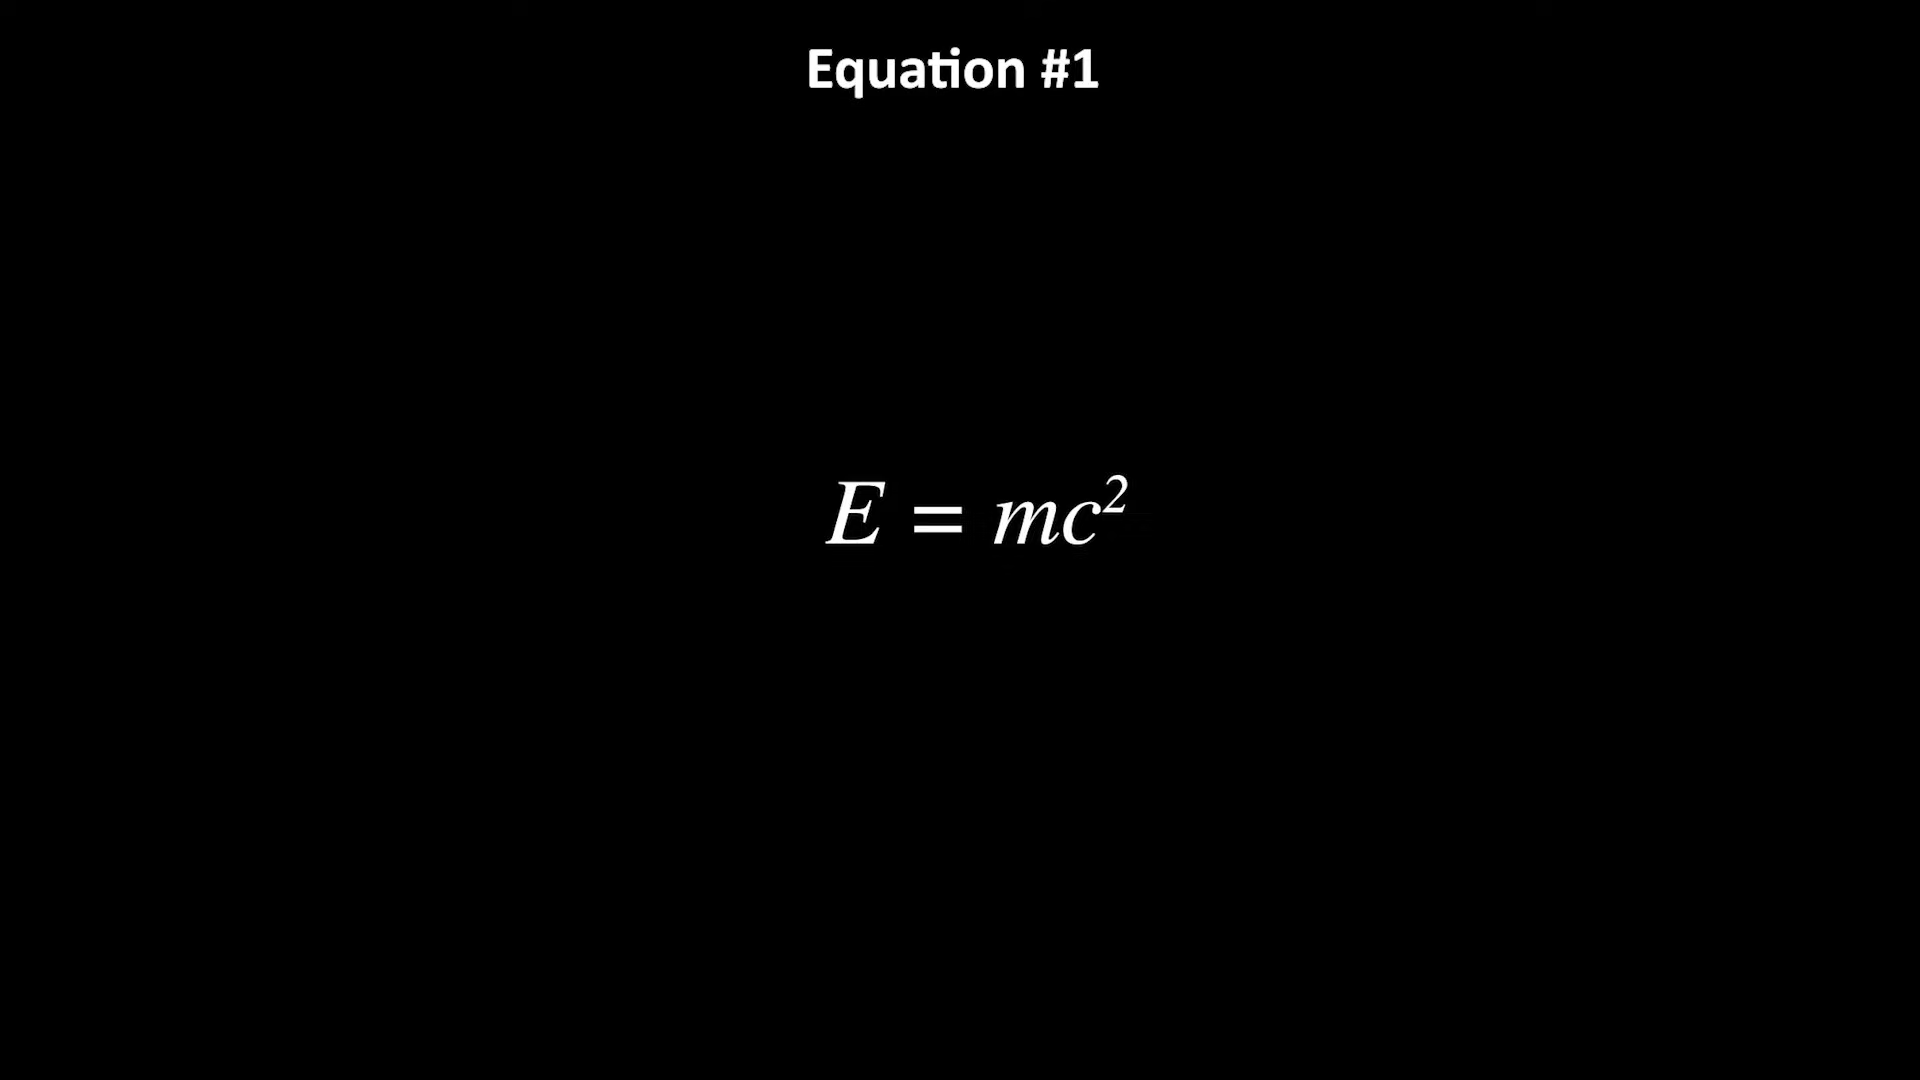 Equation #1
E = mc²